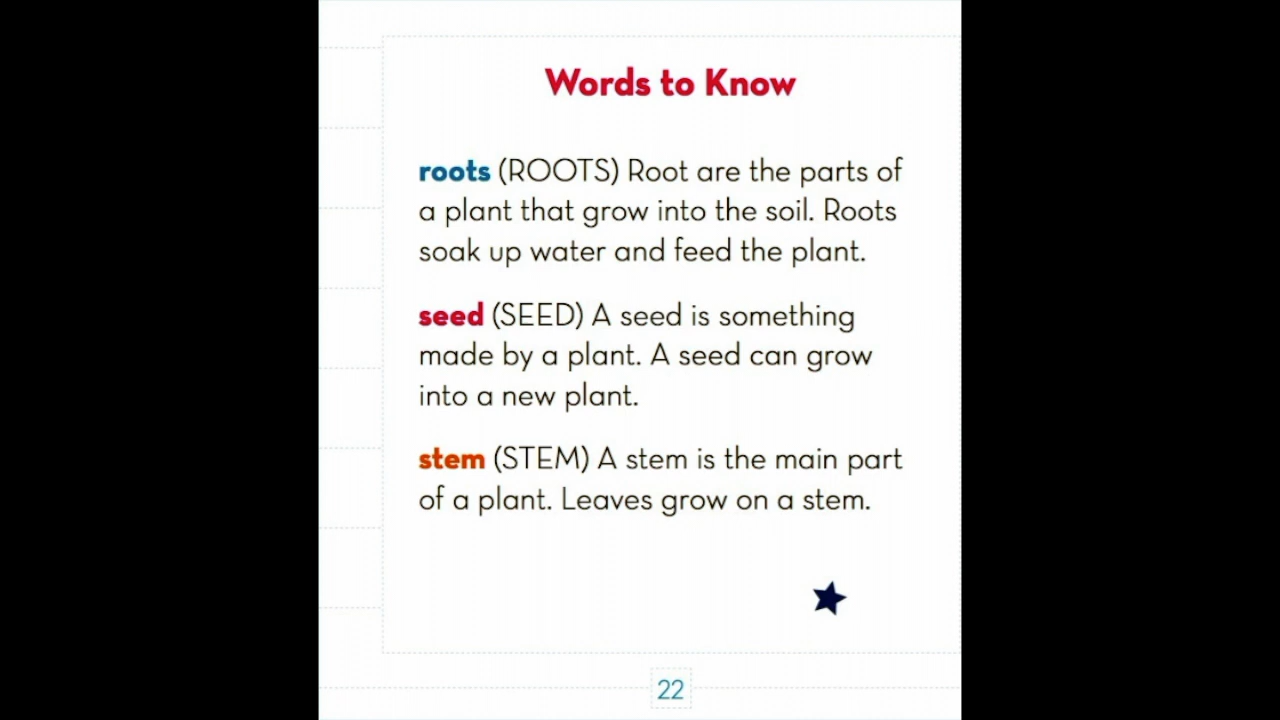 Words to Know
roots (ROOTS) Root are the parts of
a plant that grow into the soil. Roots
soak up water and feed the plant.
seed (SEED) A seed is something
made by a plant. A seed can grow
into a new plant.
stem (STEM) A stem is the main part
of a plant. Leaves grow on a stem.
22